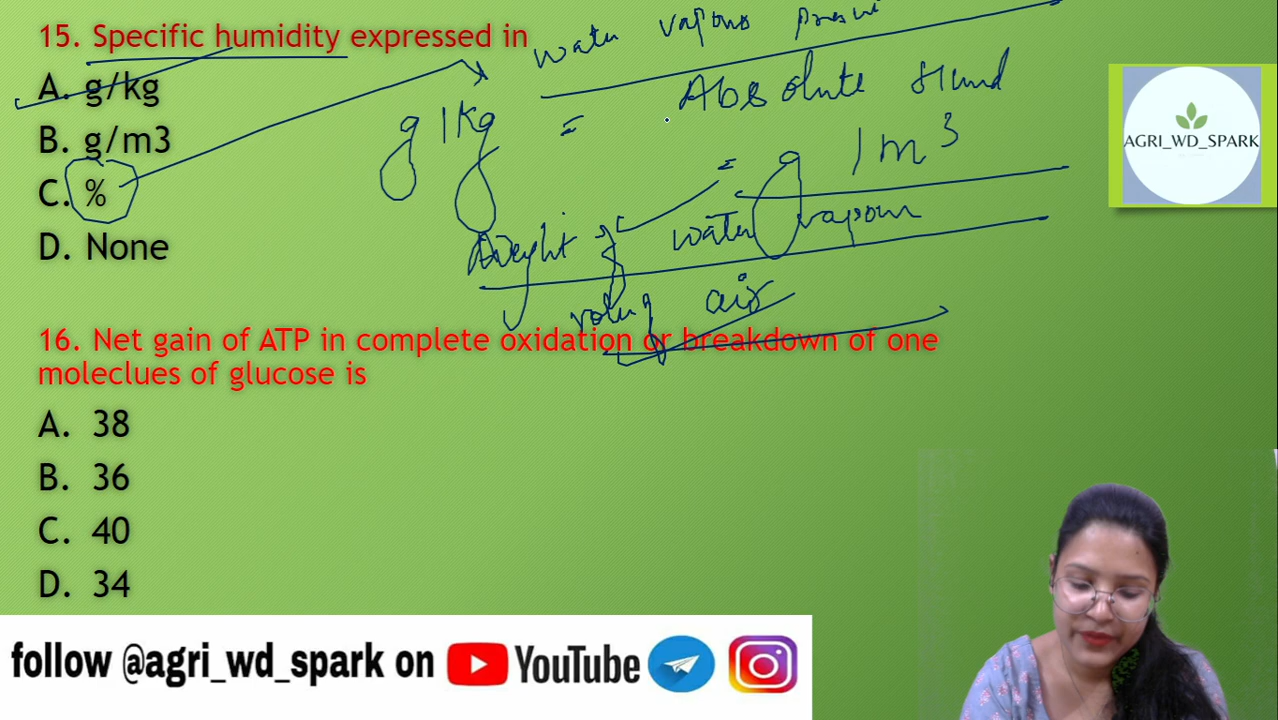 15. Specific humidity expressed in
A. g/kg
B. g/m3
C. %
D. None
water vapour
g/kg = Absolute Humd
= g/m3
Weight of water vapour
air
16. Net gain of ATP in complete oxidation or breakdown of one
moleclues of glucose is
A. 38
B. 36
C. 40
D. 34
AGRI_WD_SPARK
follow @agri_wd_spark on YouTube